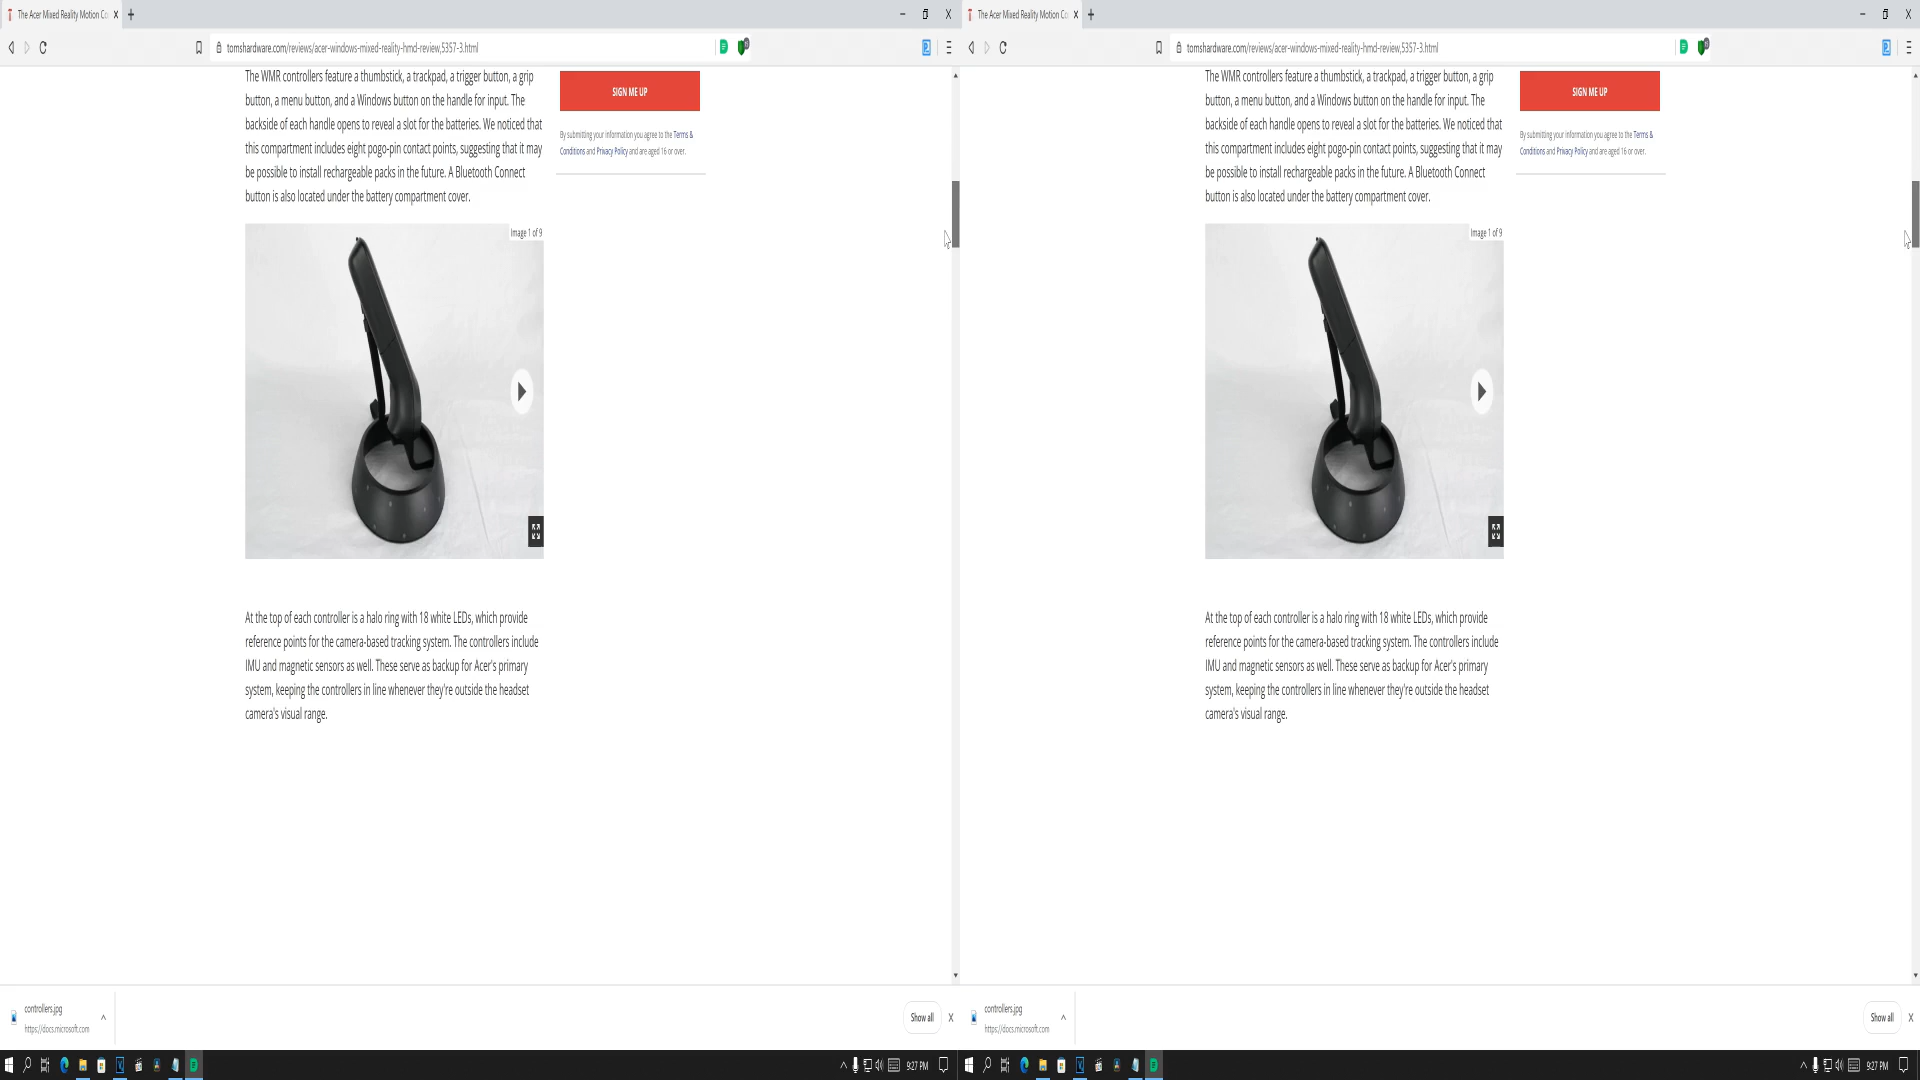 The Acer Mixed Reality Motion Co
tomshardware.com/reviews/acer-windows-mixed-reality-hmd-review,5357-3.html
The WMR controllers feature a thumbstick, a trackpad, a trigger button, a grip
button, a menu button, and a Windows button on the handle for input. The
backside of each handle opens to reveal a slot for the batteries. We noticed that
this compartment includes eight pogo-pin contact points, suggesting that it may
be possible to install rechargeable packs in the future. A Bluetooth Connect
button is also located under the battery compartment cover.
SIGN ME UP
By submitting your information you agree to the Terms &
Conditions and Privacy Policy and are aged 16 or over.
Image 1 of 9
At the top of each controller is a halo ring with 18 white LEDs, which provide
reference points for the camera-based tracking system. The controllers include
IMU and magnetic sensors as well. These serve as backup for Acer's primary
system, keeping the controllers in line whenever they're outside the headset
camera's visual range.
controllers.jpg
https://docs.microsoft.com
Show all
9:27 PM
The Acer Mixed Reality Motion Co
tomshardware.com/reviews/acer-windows-mixed-reality-hmd-review,5357-3.html
The WMR controllers feature a thumbstick, a trackpad, a trigger button, a grip
button, a menu button, and a Windows button on the handle for input. The
backside of each handle opens to reveal a slot for the batteries. We noticed that
this compartment includes eight pogo-pin contact points, suggesting that it may
be possible to install rechargeable packs in the future. A Bluetooth Connect
button is also located under the battery compartment cover.
SIGN ME UP
By submitting your information you agree to the Terms &
Conditions and Privacy Policy and are aged 16 or over.
Image 1 of 9
At the top of each controller is a halo ring with 18 white LEDs, which provide
reference points for the camera-based tracking system. The controllers include
IMU and magnetic sensors as well. These serve as backup for Acer's primary
system, keeping the controllers in line whenever they're outside the headset
camera's visual range.
controllers.jpg
https://docs.microsoft.com
Show all
9:27 PM